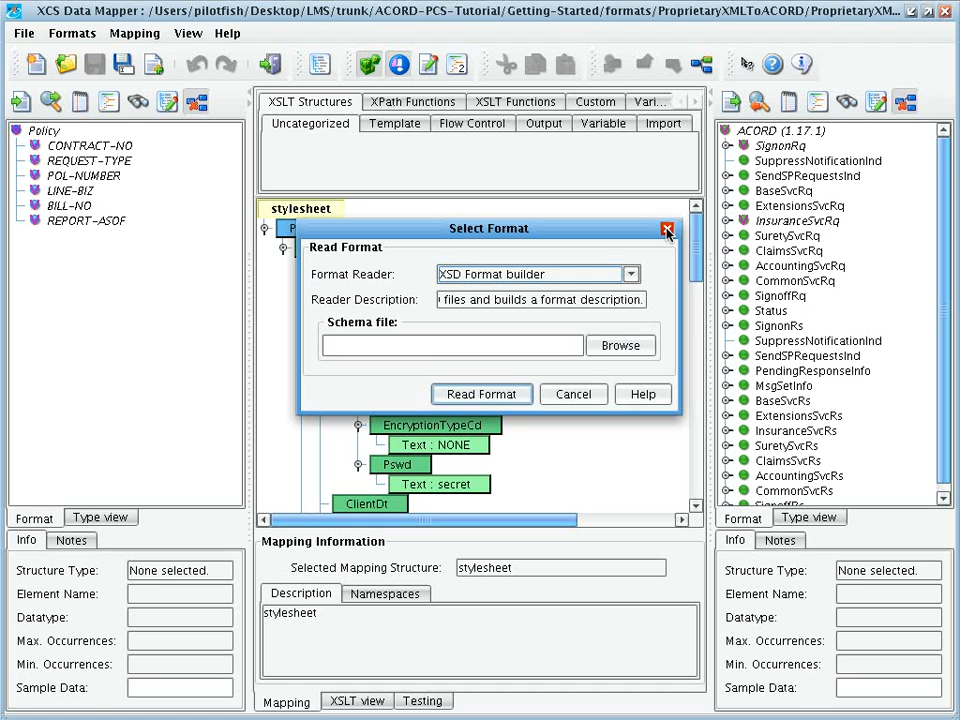 XCS Data Mapper : /Users/pilotfish/Desktop/LMS/trunk/ACORD-PCS-Tutorial/Getting-Started/formats/ProprietaryXMLToACORD/ProprietaryXM...
File Formats Mapping View Help
XSLT Structures XPath Functions XSLT Functions Custom Vari...
Uncategorized Template Flow Control Output Variable Import
Policy
CONTRACT-NO
REQUEST-TYPE
POL-NUMBER
LINE-BIZ
BILL-NO
REPORT-ASOF
Format Type view
Info Notes
Structure Type: None selected.
Element Name:
Datatype:
Max. Occurrences:
Min. Occurrences:
Sample Data:
stylesheet
P
Select Format
Read Format
Format Reader: XSD Format builder
Reader Description: files and builds a format description.
Schema file:
Browse
Read Format Cancel Help
EncryptionTypeCd
Text : NONE
Pswd
Text : secret
ClientDt
Mapping Information
Selected Mapping Structure: stylesheet
Description Namespaces
stylesheet
Mapping XSLT view Testing
ACORD (1.17.1)
SignonRq
SuppressNotificationInd
SendSPRequestsInd
BaseSvcRq
ExtensionsSvcRq
InsuranceSvcRq
SuretySvcRq
ClaimsSvcRq
AccountingSvcRq
CommonSvcRq
SignoffRq
Status
SignonRs
SuppressNotificationInd
SendSPRequestsInd
PendingResponseInfo
MsgSetInfo
BaseSvcRs
ExtensionsSvcRs
InsuranceSvcRs
SuretySvcRs
ClaimsSvcRs
AccountingSvcRs
CommonSvcRs
SignoffRs
Format Type view
Info Notes
Structure Type: None selected.
Element Name:
Datatype:
Max. Occurrences:
Min. Occurrences:
Sample Data: